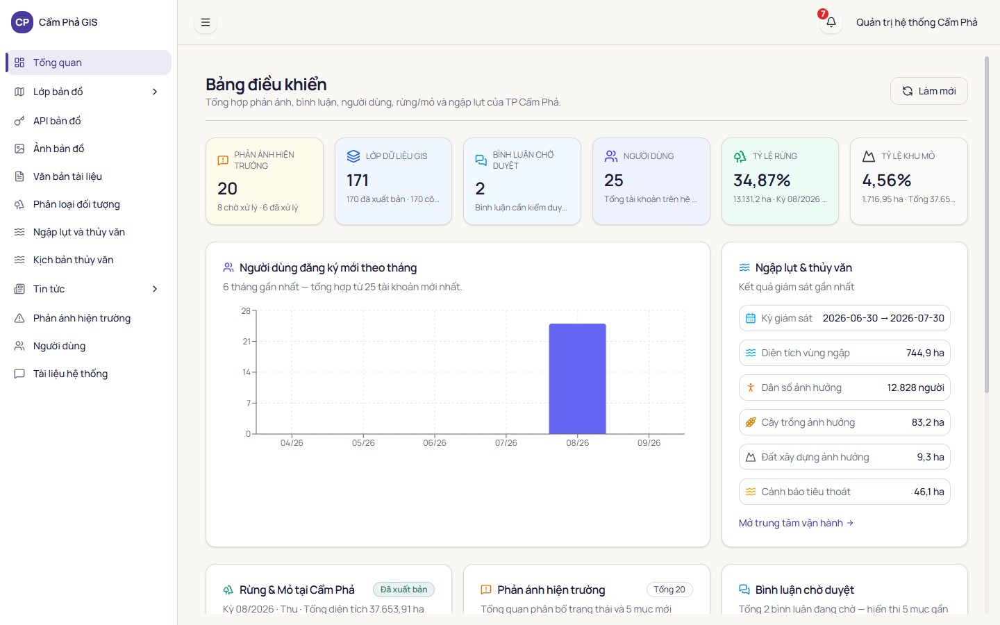 CP Cẩm Phả GIS
Tổng quan
Lớp bản đồ
API bản đồ
Ảnh bản đồ
Văn bản tài liệu
Phân loại đối tượng
Ngập lụt và thủy văn
Kịch bản thủy văn
Tin tức
Phản ánh hiện trường
Người dùng
Tài liệu hệ thống
7
Quản trị hệ thống Cẩm Phả
Bảng điều khiển
Tổng hợp phản ánh, bình luận, người dùng, rừng/mỏ và ngập lụt của TP Cẩm Phả.
Làm mới
PHẢN ÁNH HIỆN
TRƯỜNG
20
8 chờ xử lý · 6 đã xử lý
LỚP DỮ LIỆU GIS
171
170 đã xuất bản · 170 cô...
BÌNH LUẬN CHỜ
DUYỆT
2
Bình luận cần kiểm duy...
NGƯỜI DÙNG
25
Tổng tài khoản trên hệ ...
TỶ LỆ RỪNG
34,87%
13.131,2 ha · Kỳ 08/2026 ...
TỶ LỆ KHU MỎ
4,56%
1.716,95 ha · Tổng 37.65...
Người dùng đăng ký mới theo tháng
6 tháng gần nhất — tổng hợp từ 25 tài khoản mới nhất.
28
21
14
7
0
04/26 05/26 06/26 07/26 08/26 09/26
Ngập lụt & thủy văn
Kết quả giám sát gần nhất
Kỳ giám sát 2026-06-30 → 2026-07-30
Diện tích vùng ngập 744,9 ha
Dân số ảnh hưởng 12.828 người
Cây trồng ảnh hưởng 83,2 ha
Đất xây dựng ảnh hưởng 9,3 ha
Cảnh báo tiêu thoát 46,1 ha
Mở trung tâm vận hành →
Rừng & Mỏ tại Cẩm Phả Đã xuất bản
Kỳ 08/2026 · Thu · Tổng diện tích 37.653,91 ha
Phản ánh hiện trường Tổng 20
Tổng quan phân bổ trạng thái và 5 mục mới
Bình luận chờ duyệt
Tổng 2 bình luận đang chờ — hiển thị 5 mục gần